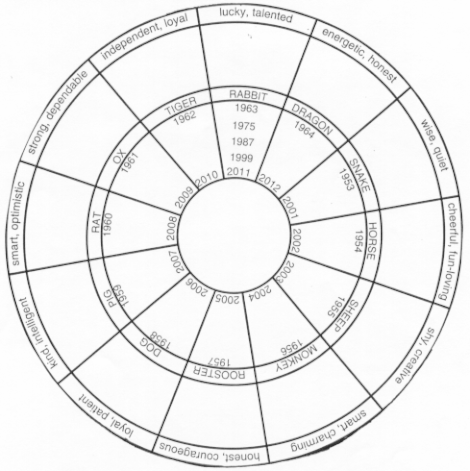 lucky, talented
RABBIT
1963
1975
1987
1999
2011
energetic, honest
DRAGON
1964
2012
wise, quiet
SNAKE
1953
2001
cheerful, fun-loving
HORSE
1954
2002
shy, creative
SHEEP
1955
2003
smart, charming
MONKEY
1956
2004
honest, courageous
ROOSTER
1957
2005
loyal, patient
DOG
1958
2006
kind, intelligent
PIG
1959
2007
smart, optimistic
RAT
1960
2008
strong, dependable
OX
1961
2009
independent, loyal
TIGER
1962
2010